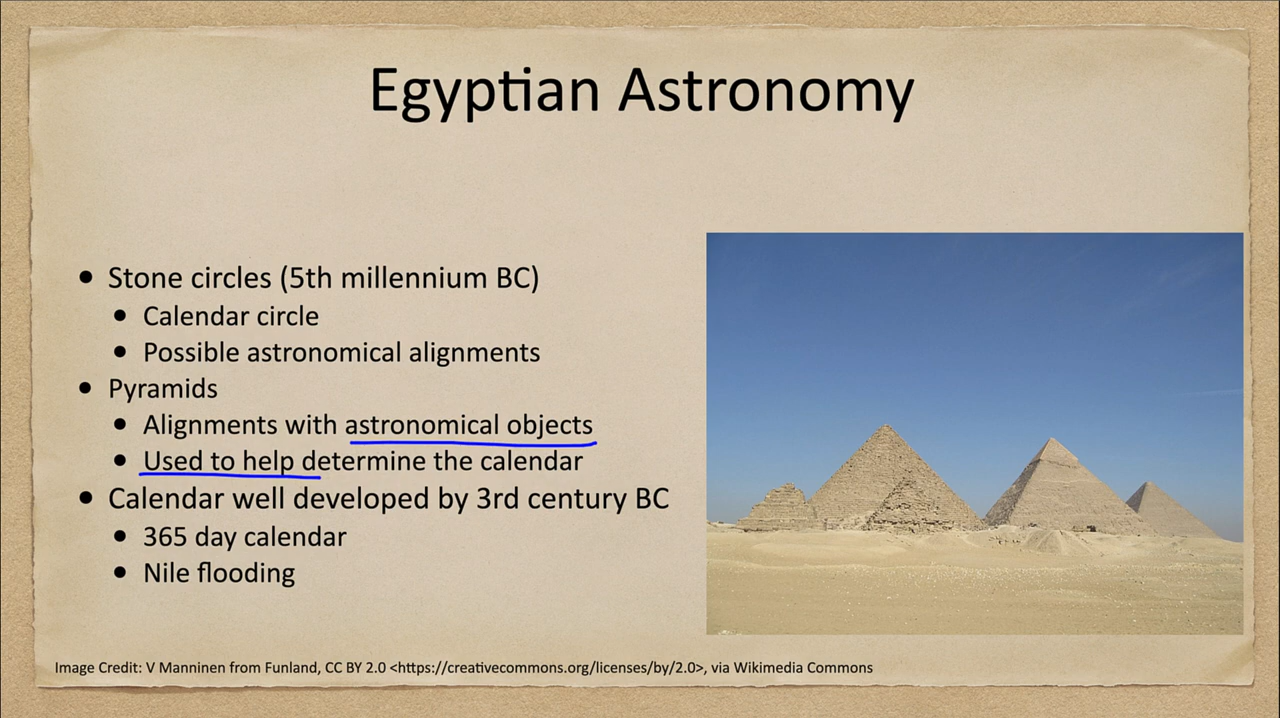 Egyptian Astronomy
• Stone circles (5th millennium BC)
• Calendar circle
• Possible astronomical alignments
• Pyramids
• Alignments with astronomical objects
• Used to help determine the calendar
• Calendar well developed by 3rd century BC
• 365 day calendar
• Nile flooding
Image Credit: V Manninen from Funland, CC BY 2.0 <https://creativecommons.org/licenses/by/2.0>, via Wikimedia Commons